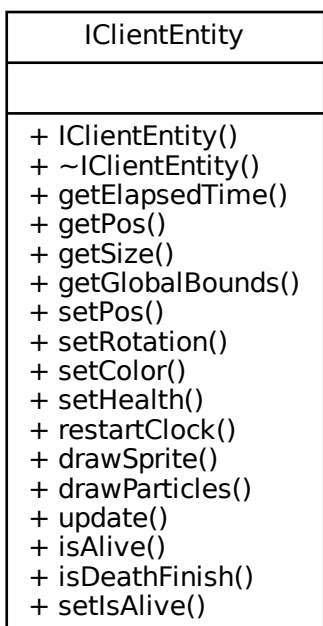 IClientEntity
+ IClientEntity()
+ ~IClientEntity()
+ getElapsedTime()
+ getPos()
+ getSize()
+ getGlobalBounds()
+ setPos()
+ setRotation()
+ setColor()
+ setHealth()
+ restartClock()
+ drawSprite()
+ drawParticles()
+ update()
+ isAlive()
+ isDeathFinish()
+ setIsAlive()